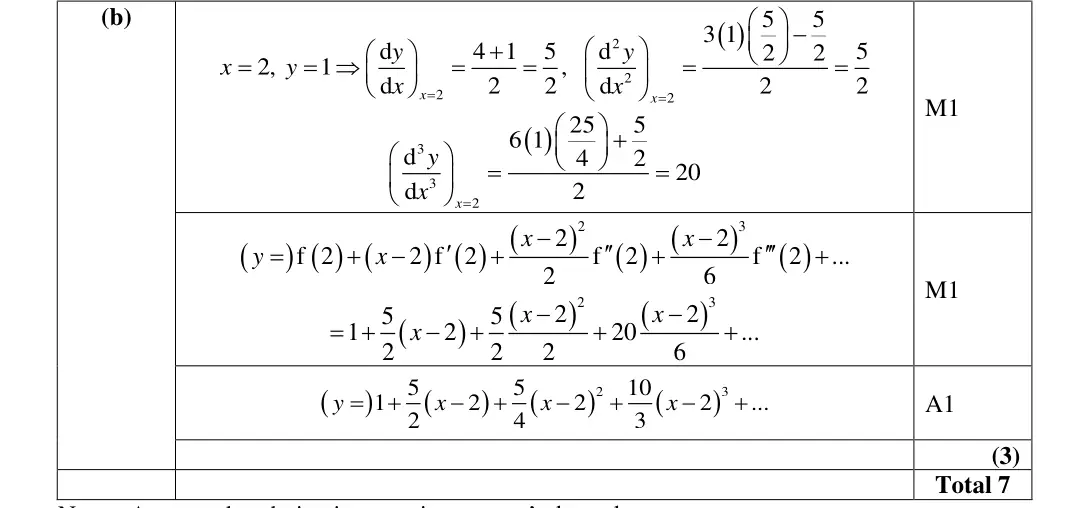 (b)
x = 2, y = 1 ⇒ (dy/dx)ₓ₌₂ = (4+1)/2 = 5/2, (d²y/dx²)ₓ₌₂ = (3(1)(5/2) − 5/2)/2 = 5/2
M1
(d³y/dx³)ₓ₌₂ = (6(1)(25/4) + 5/2)/2 = 20
(y =) f(2) + (x − 2) f′(2) + (x − 2)²/2 f″(2) + (x − 2)³/6 f‴(2) + ...
M1
= 1 + 5/2 (x − 2) + 5/2 (x − 2)²/2 + 20 (x − 2)³/6 + ...
(y =) 1 + 5/2 (x − 2) + 5/4 (x − 2)² + 10/3 (x − 2)³ + ...
A1
(3)
Total 7